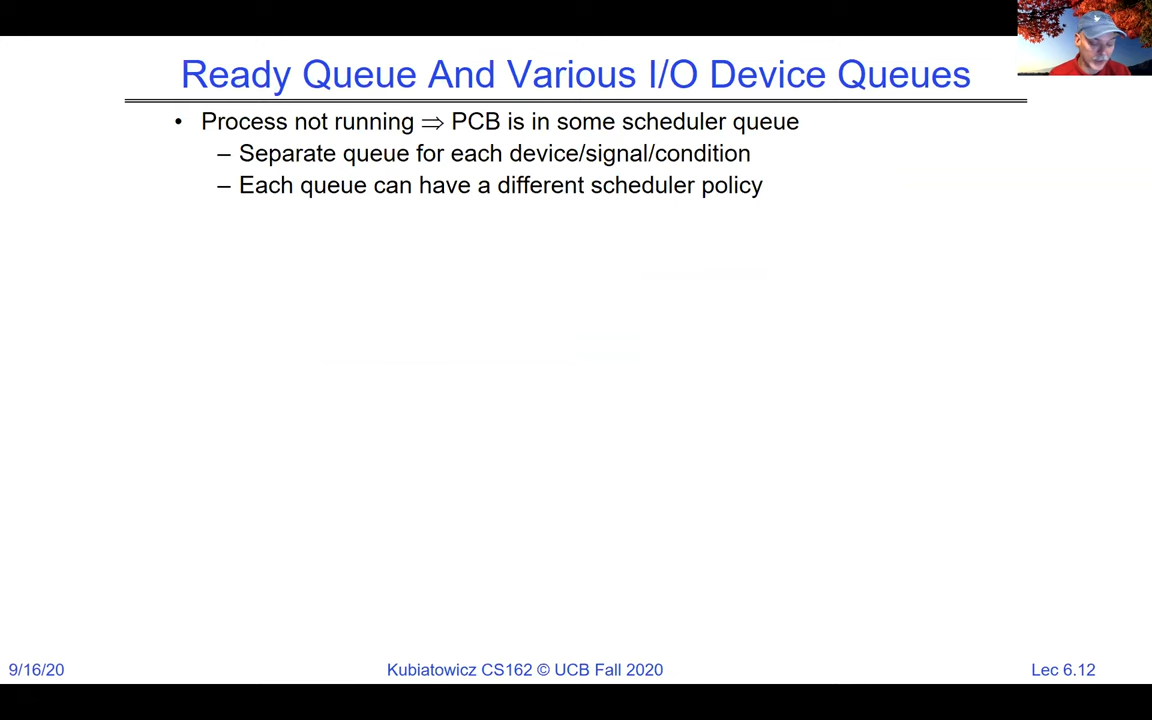 Ready Queue And Various I/O Device Queues
• Process not running ⇒ PCB is in some scheduler queue
– Separate queue for each device/signal/condition
– Each queue can have a different scheduler policy
9/16/20
Kubiatowicz CS162 © UCB Fall 2020
Lec 6.12